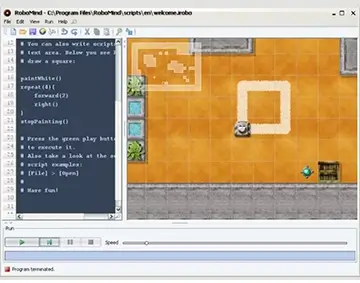 RoboMind - C:\Program Files\RoboMind\scripts\en\welcome.irobo
File Edit View Run Help
# You can also write script
text area. Below you see
# draw a square:
paintWhite()
repeat(4){
forward(2)
right()
}
stopPainting()
# Press the green play butt
# to execute it.
# Also take a look at the
# script examples:
# [File] > [Open]
#
# Have fun!
Run
Speed
Program terminated.